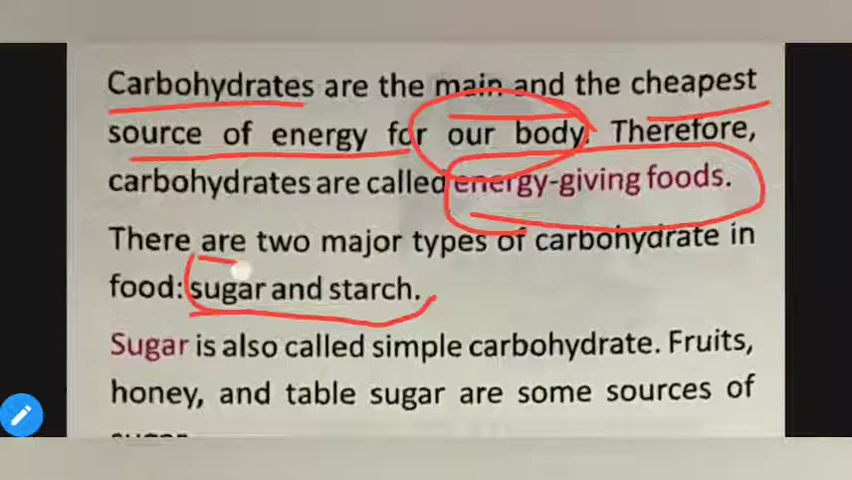 Carbohydrates are the main and the cheapest
source of energy for our body. Therefore,
carbohydrates are called energy-giving foods.
There are two major types of carbohydrate in
food: sugar and starch.
Sugar is also called simple carbohydrate. Fruits,
honey, and table sugar are some sources of